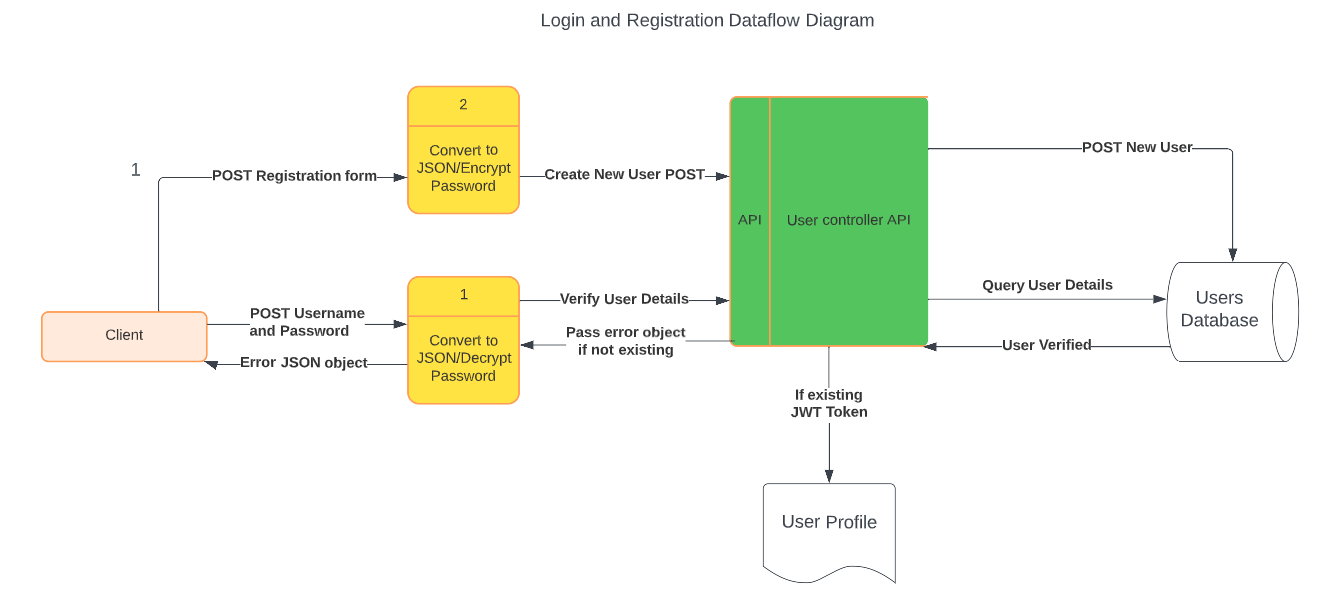 Login and Registration Dataflow Diagram
2
Convert to
JSON/Encrypt
Password
1
POST Registration form
Create New User POST
POST New User
API
User controller API
1
Convert to
JSON/Decrypt
Password
Client
POST Username
and Password
Error JSON object
Verify User Details
Pass error object
if not existing
Query User Details
User Verified
Users
Database
If existing
JWT Token
User Profile